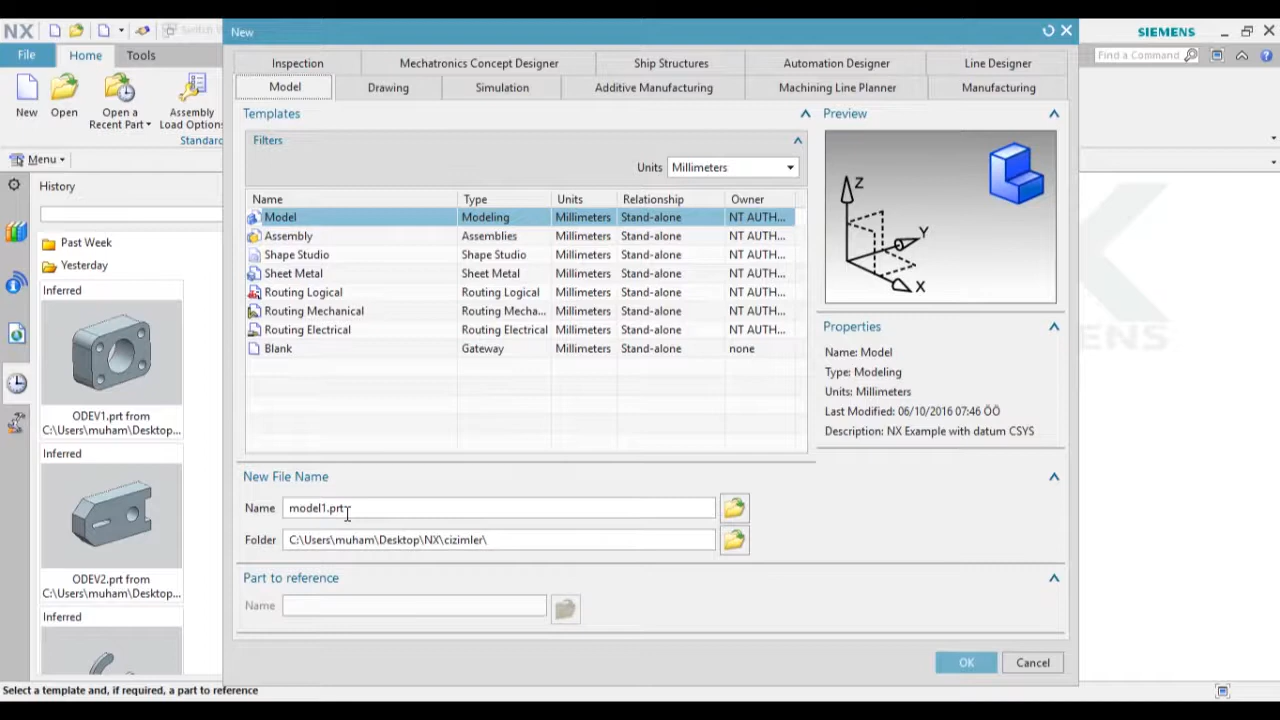 NX
New
SIEMENS
File
Home
Tools
Find a Command
New
Open
Open a
Recent Part
Assembly
Load Option
Standard
Menu
History
Past Week
Yesterday
Inferred
ODEV1.prt from
C:\Users\muham\Desktop...
Inferred
ODEV2.prt from
C:\Users\muham\Desktop...
Inferred
Inspection
Mechatronics Concept Designer
Ship Structures
Automation Designer
Line Designer
Model
Drawing
Simulation
Additive Manufacturing
Machining Line Planner
Manufacturing
Templates
Filters
Units Millimeters
Name Type Units Relationship Owner
Model Modeling Millimeters Stand-alone NT AUTH...
Assembly Assemblies Millimeters Stand-alone NT AUTH...
Shape Studio Shape Studio Millimeters Stand-alone NT AUTH...
Sheet Metal Sheet Metal Millimeters Stand-alone NT AUTH...
Routing Logical Routing Logical Millimeters Stand-alone NT AUTH...
Routing Mechanical Routing Mecha... Millimeters Stand-alone NT AUTH...
Routing Electrical Routing Electrical Millimeters Stand-alone NT AUTH...
Blank Gateway Millimeters Stand-alone none
Preview
Z
Y
X
Properties
Name: Model
Type: Modeling
Units: Millimeters
Last Modified: 06/10/2016 07:46 ÖÖ
Description: NX Example with datum CSYS
New File Name
Name model1.prt
Folder C:\Users\muham\Desktop\NX\cizimler\
Part to reference
Name
OK
Cancel
ENS
Select a template and, if required, a part to reference